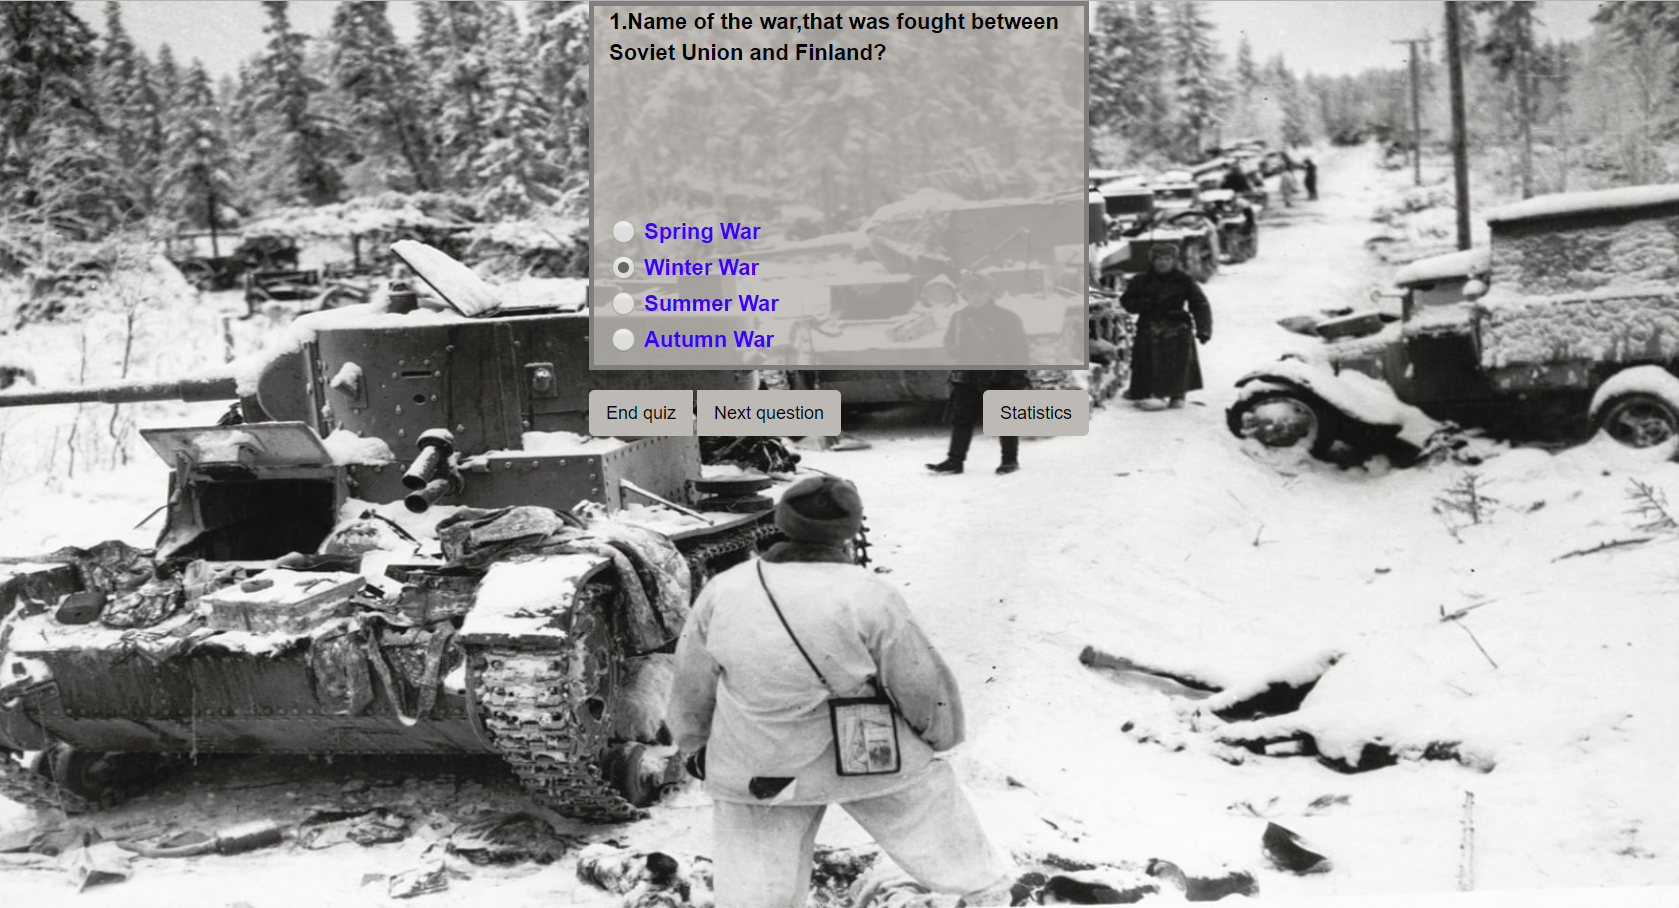 1.Name of the war,that was fought between
Soviet Union and Finland?
Spring War
Winter War
Summer War
Autumn War
End quiz
Next question
Statistics